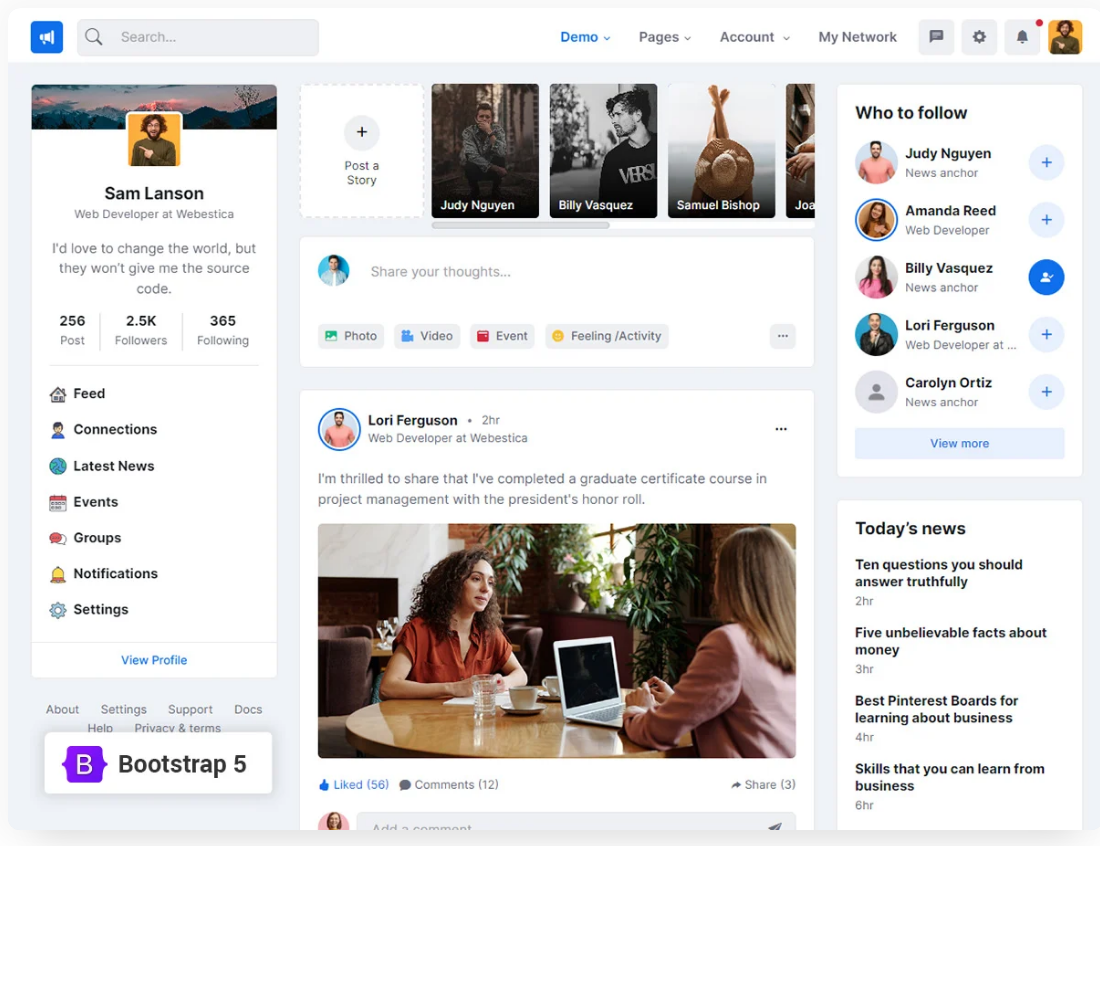 Search...
Demo
Pages
Account
My Network
Sam Lanson
Web Developer at Webestica
I'd love to change the world, but
they won't give me the source
code.
256
Post
2.5K
Followers
365
Following
Feed
Connections
Latest News
Events
Groups
Notifications
Settings
View Profile
About
Settings
Support
Docs
Help
Privacy & terms
B
Bootstrap 5
Post a
Story
Judy Nguyen
VERS
Billy Vasquez
Samuel Bishop
Joa
Share your thoughts...
Photo
Video
Event
Feeling /Activity
Lori Ferguson • 2hr
Web Developer at Webestica
I'm thrilled to share that I've completed a graduate certificate course in
project management with the president's honor roll.
Liked (56)
Comments (12)
Share (3)
Add a comment
Who to follow
Judy Nguyen
News anchor
Amanda Reed
Web Developer
Billy Vasquez
News anchor
Lori Ferguson
Web Developer at ...
Carolyn Ortiz
News anchor
View more
Today's news
Ten questions you should
answer truthfully
2hr
Five unbelievable facts about
money
3hr
Best Pinterest Boards for
learning about business
4hr
Skills that you can learn from
business
6hr